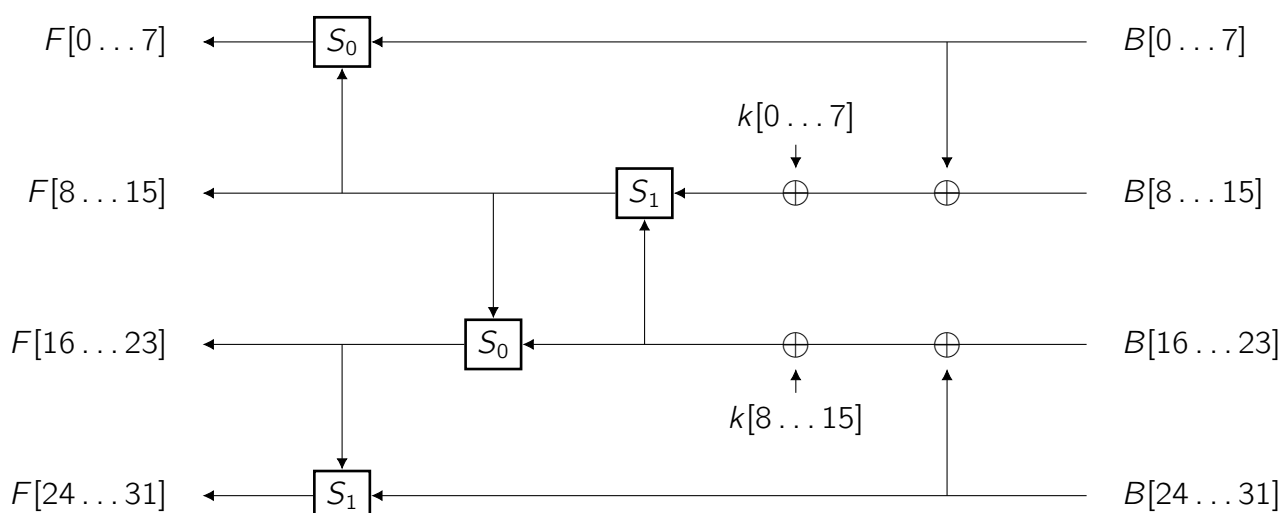 F[0...7] S₀ B[0...7]
k[0...7]
F[8...15] S₁ ⊕ ⊕ B[8...15]
F[16...23] S₀ ⊕ ⊕ B[16...23]
k[8...15]
F[24...31] S₁ B[24...31]